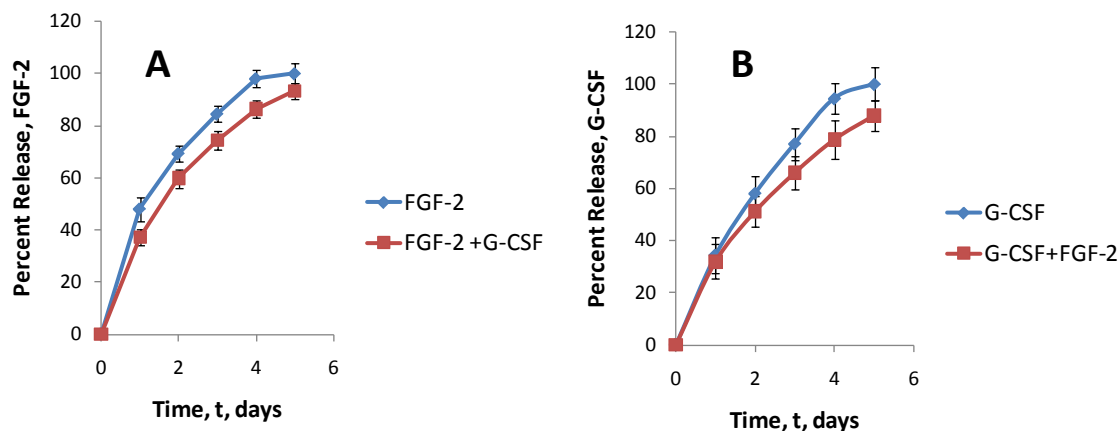 120
100
80
60
40
20
0
0 2 4 6
Percent Release, FGF-2
Time, t, days
A
FGF-2
FGF-2 +G-CSF
120
100
80
60
40
20
0
0 2 4 6
Percent Release, G-CSF
Time, t, days
B
G-CSF
G-CSF+FGF-2